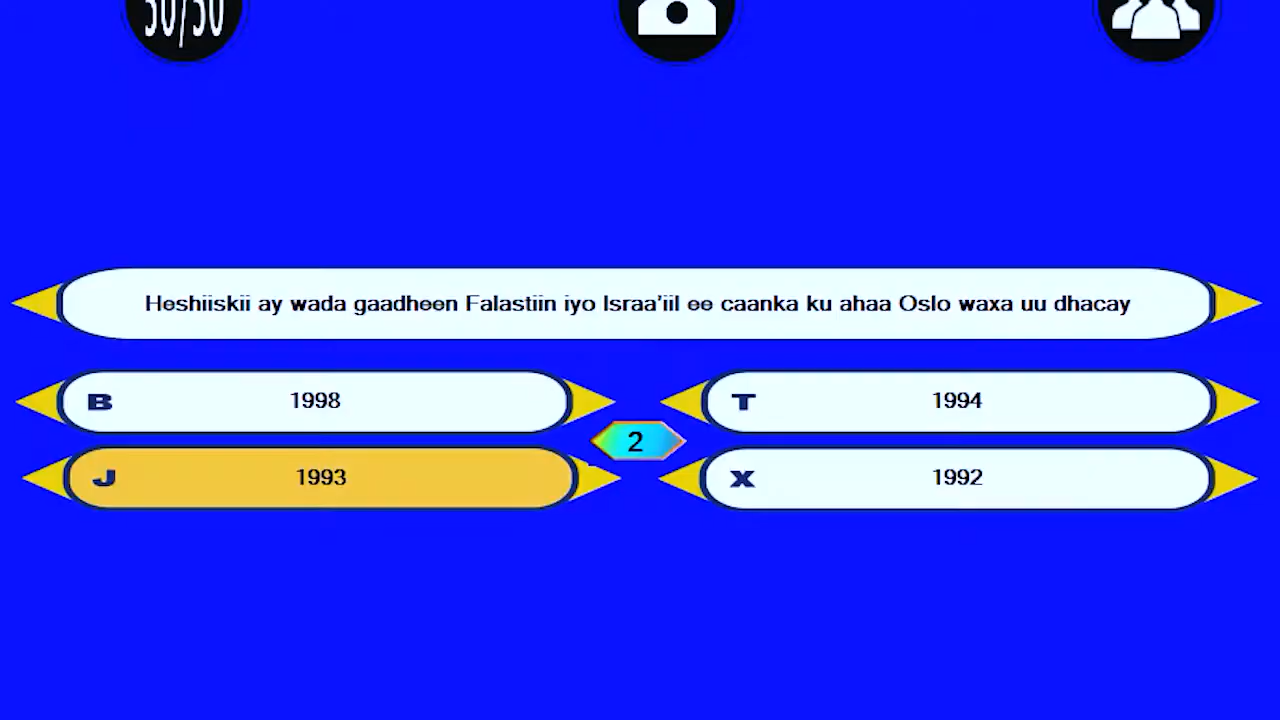 50/50
Heshiiskii ay wada gaadheen Falastiin iyo Israa'iil ee caanka ku ahaa Oslo waxa uu dhacay
B 1998
T 1994
2
J 1993
X 1992